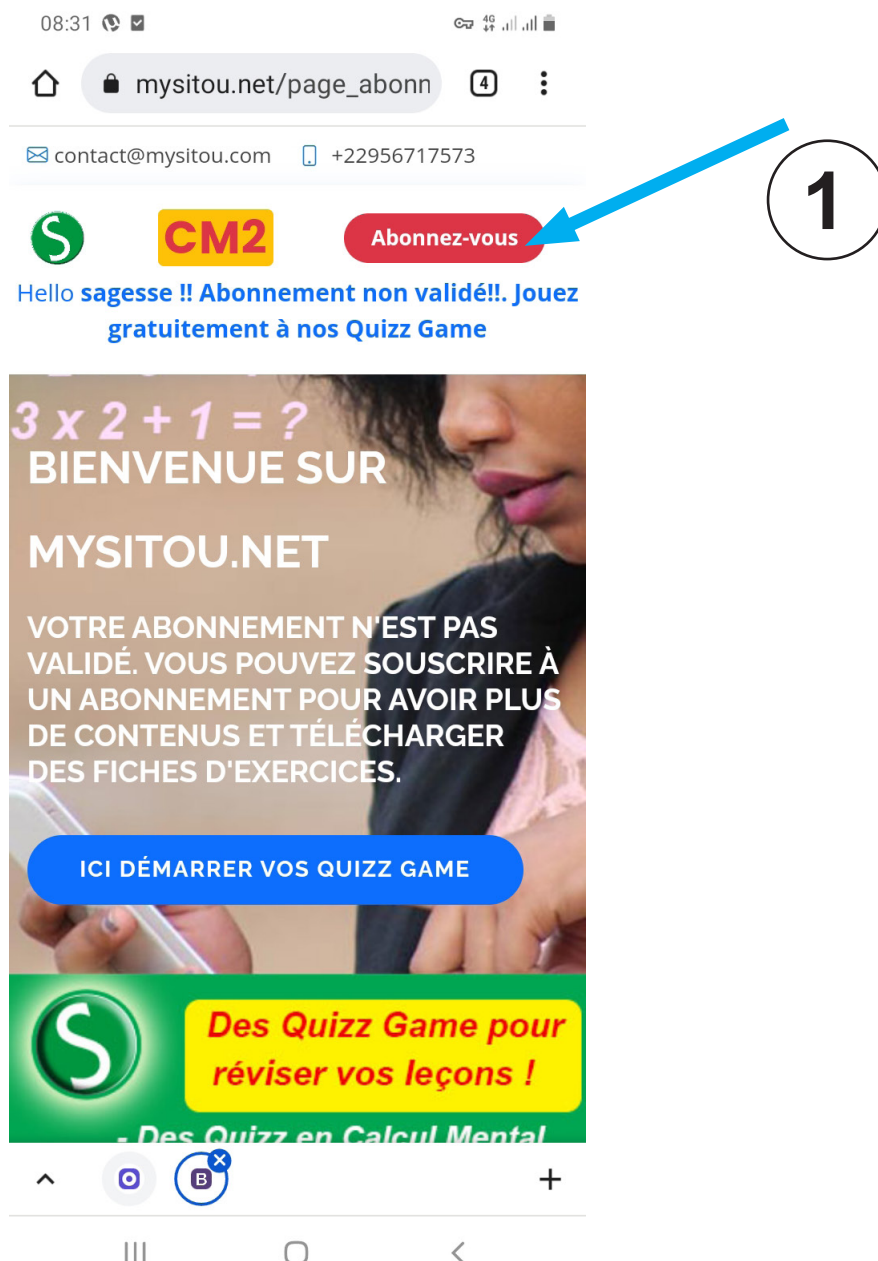 08:31 4G
mysitou.net/page_abonn 4
contact@mysitou.com +22956717573
1
S CM2 Abonnez-vous
Hello sagesse !! Abonnement non validé!!. Jouez
gratuitement à nos Quizz Game
3 x 2 + 1 = ?
BIENVENUE SUR
MYSITOU.NET
VOTRE ABONNEMENT N'EST PAS
VALIDÉ. VOUS POUVEZ SOUSCRIRE À
UN ABONNEMENT POUR AVOIR PLUS
DE CONTENUS ET TÉLÉCHARGER
DES FICHES D'EXERCICES.
ICI DÉMARRER VOS QUIZZ GAME
S Des Quizz Game pour
réviser vos leçons !
- Des Quizz en Calcul Mental
B